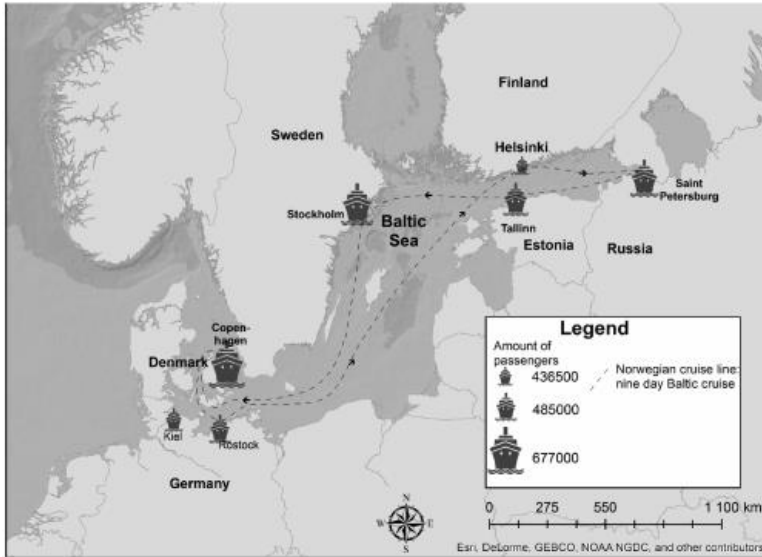 Finland
Sweden
Helsinki
Saint
Petersburg
Stockholm
Baltic
Sea
Tallinn
Estonia
Russia
Copen-
hagen
Denmark
Kiel
Rostock
Germany
Legend
Amount of
passengers
436500
485000
677000
Norwegian cruise line:
nine day Baltic cruise
N
W
E
S
0 275 550 1 100 km
Esri, DeLorme, GEBCO, NOAA NGDC, and other contributors